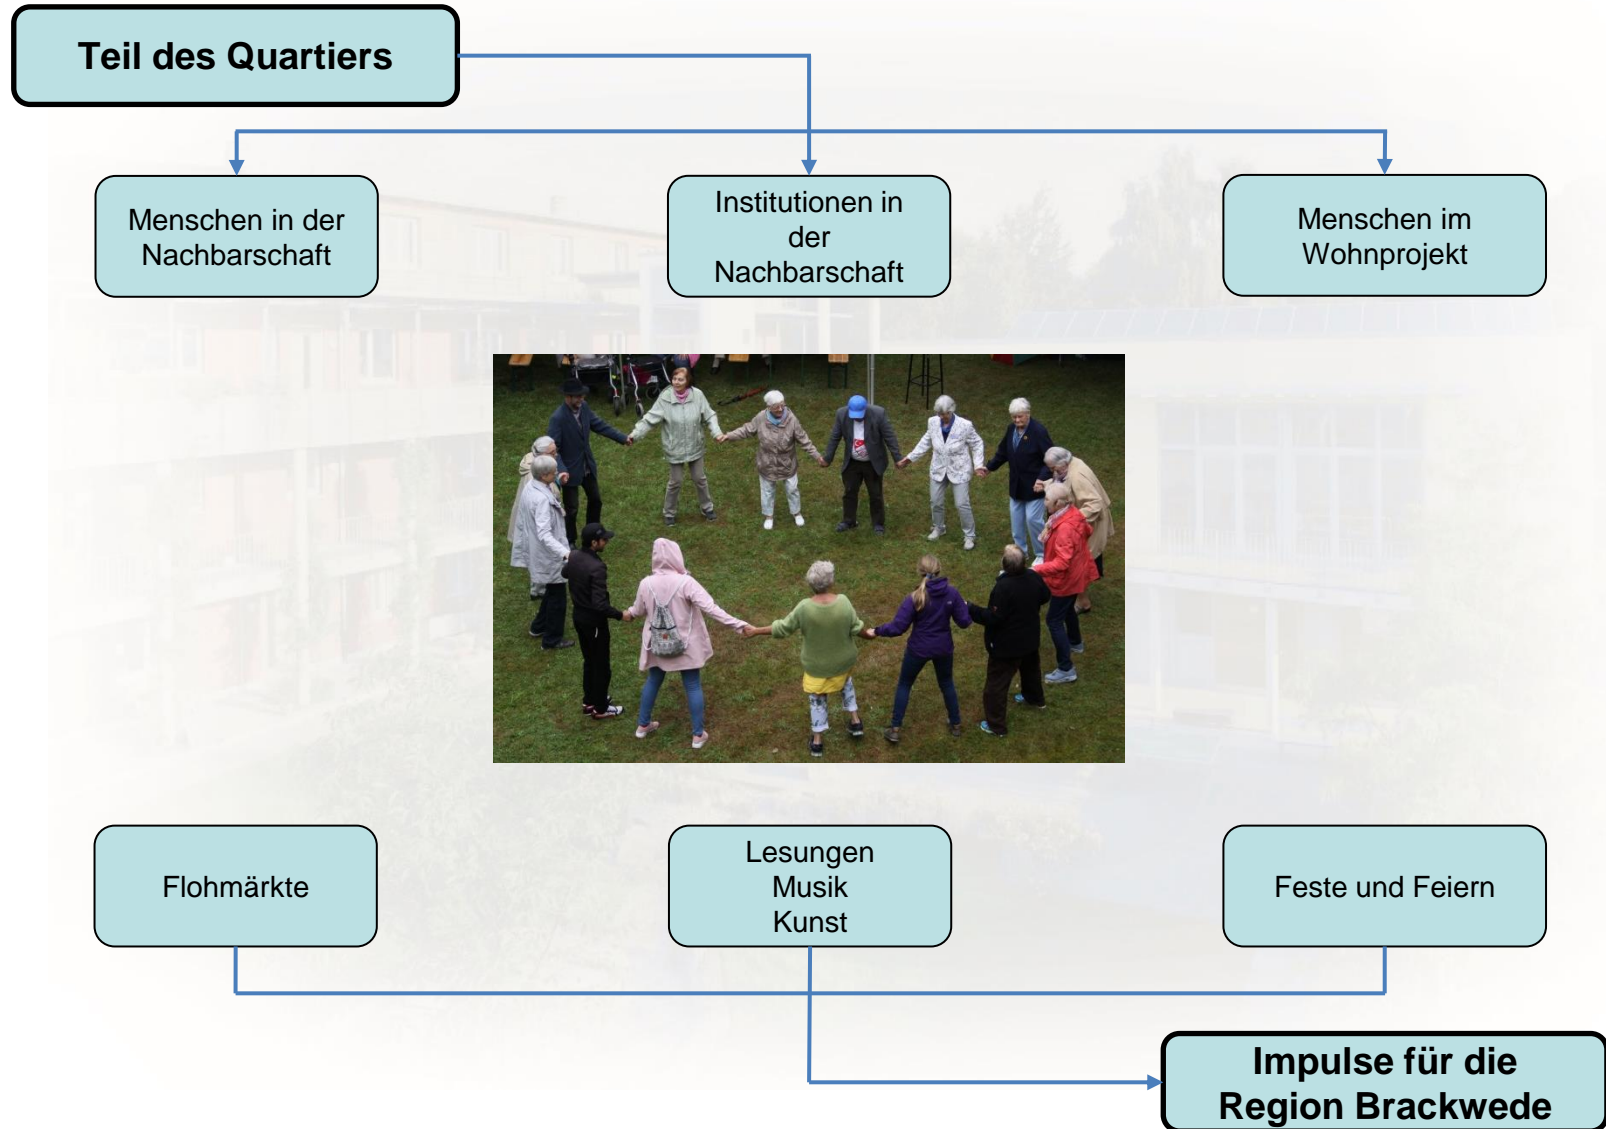 Teil des Quartiers
Menschen in der
Nachbarschaft
Institutionen in
der
Nachbarschaft
Menschen im
Wohnprojekt
Flohmärkte
Lesungen
Musik
Kunst
Feste und Feiern
Impulse für die
Region Brackwede